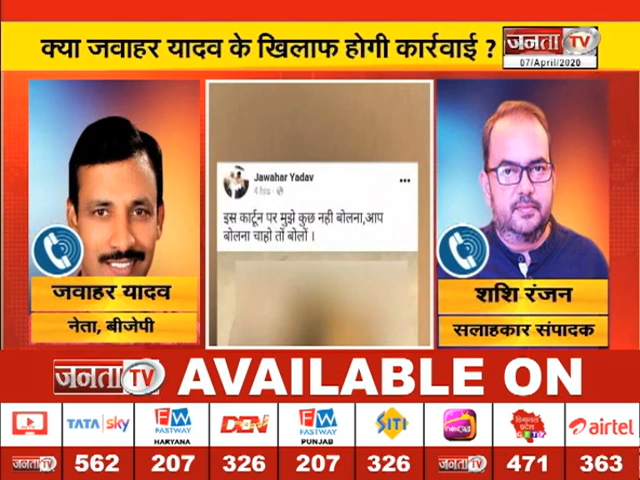 क्या जवाहर यादव के खिलाफ होगी कार्रवाई ?
जनता TV
07/April/2020
Jawahar Yadav
इस कार्टून पर मुझे कुछ नही बोलना,आप
बोलना चाहो तो बोलों ।
जवाहर यादव
नेता, बीजेपी
शशि रंजन
सलाहकार संपादक
जनता TV AVAILABLE ON
TATA sky
FW FASTWAY HARYANA
DEN
FW FASTWAY PUNJAB
SITI
airtel
जनता TV 562 207 326 207 326 जनता TV 471 363